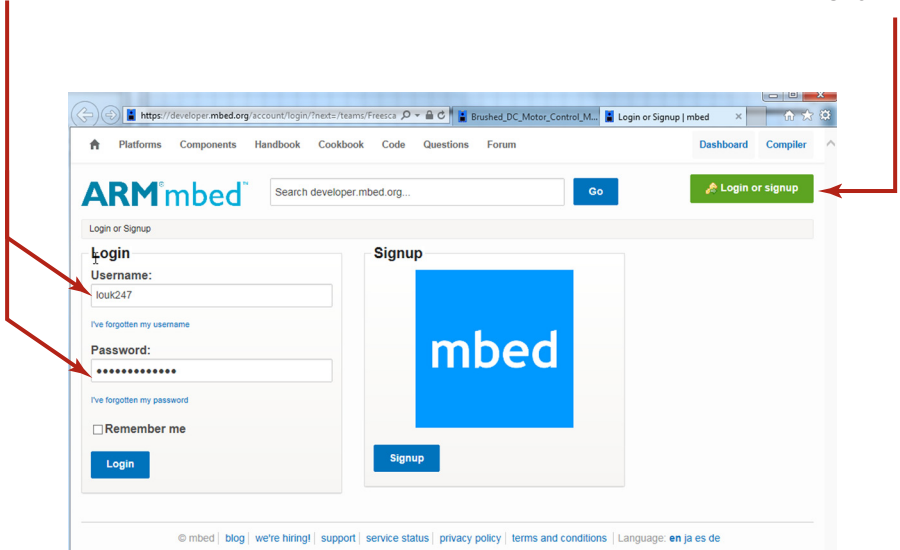 https://developer.mbed.org/account/login/?next=/teams/Freesca
Brushed_DC_Motor_Control_M...
Login or Signup | mbed
Platforms Components Handbook Cookbook Code Questions Forum Dashboard Compiler
ARM®mbed™ Search developer.mbed.org... Go Login or signup
Login or Signup
Login
Username:
louk247
I've forgotten my username
Password:
•••••••••••••
I've forgotten my password
Remember me
Login
Signup
mbed
Signup
© mbed | blog | we're hiring! | support | service status | privacy policy | terms and conditions | Language: en ja es de